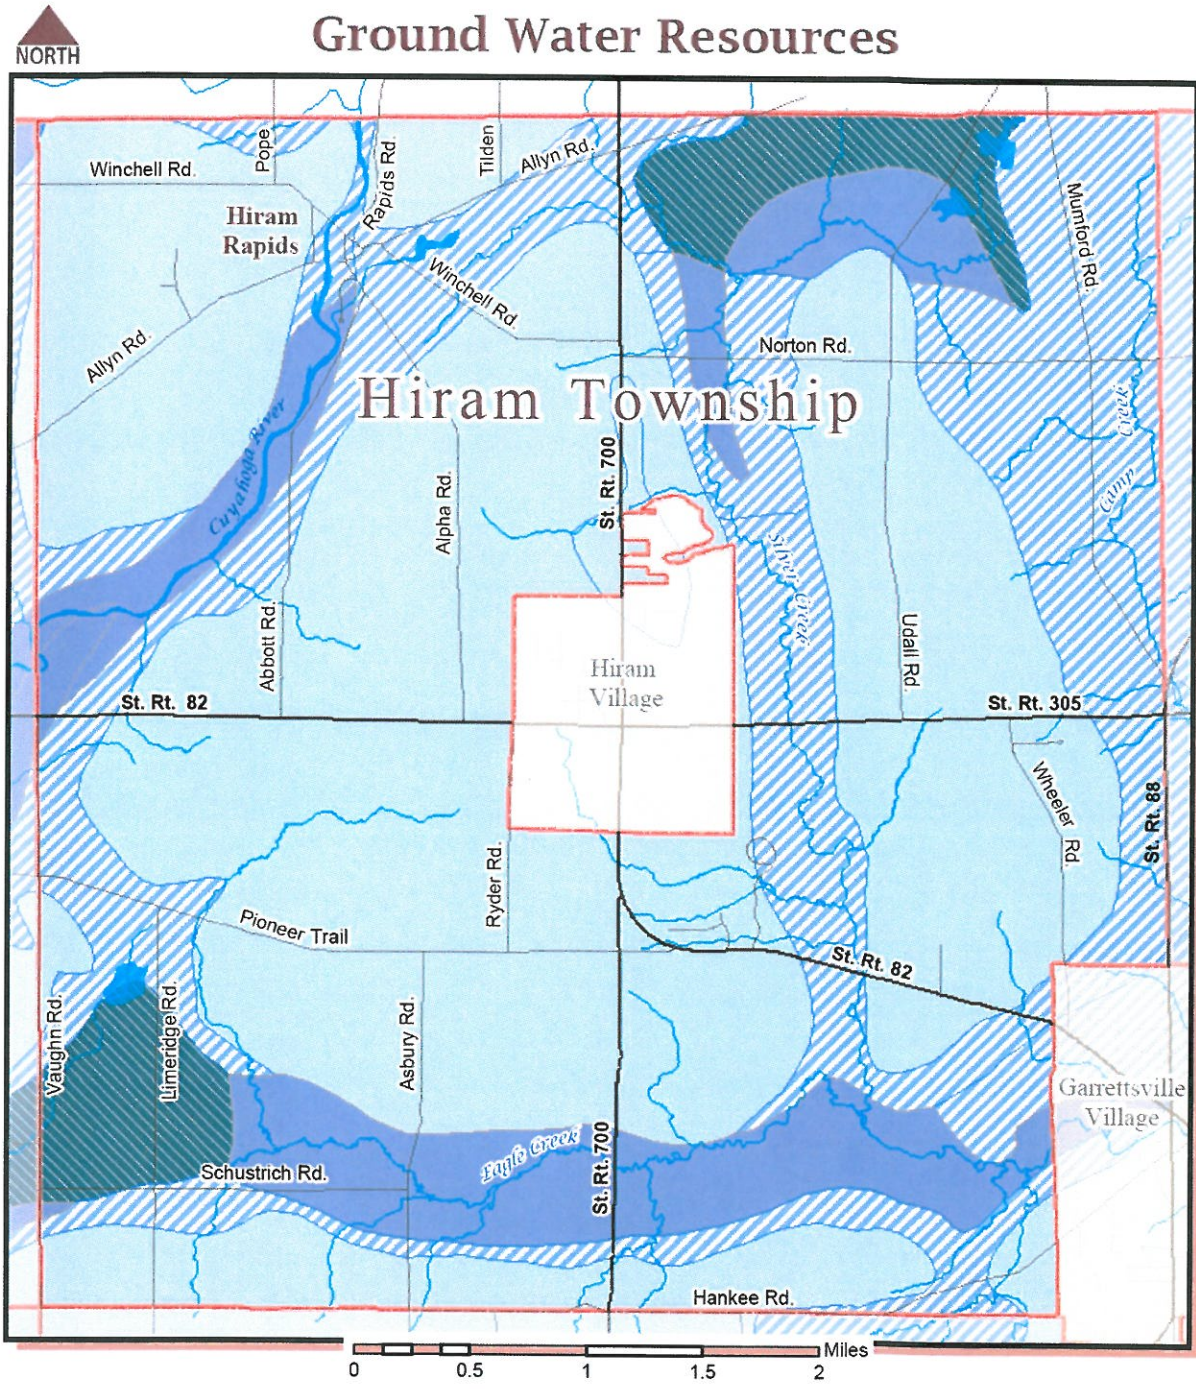 Ground Water Resources
NORTH
Pope
Rapids Rd.
Tilden
Allyn Rd.
Winchell Rd.
Hiram
Rapids
Mumford Rd.
Winchell Rd.
Allyn Rd.
Norton Rd.
Hiram Township
Creek
Camp
Cuyahoga River
St. Rt. 700
Alpha Rd.
Silver Creek
Abbott Rd.
Udall Rd.
Hiram
Village
St. Rt. 82
St. Rt. 305
Wheeler Rd.
St. Rt. 88
Ryder Rd.
Pioneer Trail
St. Rt. 82
Vaughn Rd.
Limeridge Rd.
Asbury Rd.
Garrettsville
Village
Eagle Creek
St. Rt. 700
Schustrich Rd.
Hankee Rd.
Miles
0 0.5 1 1.5 2